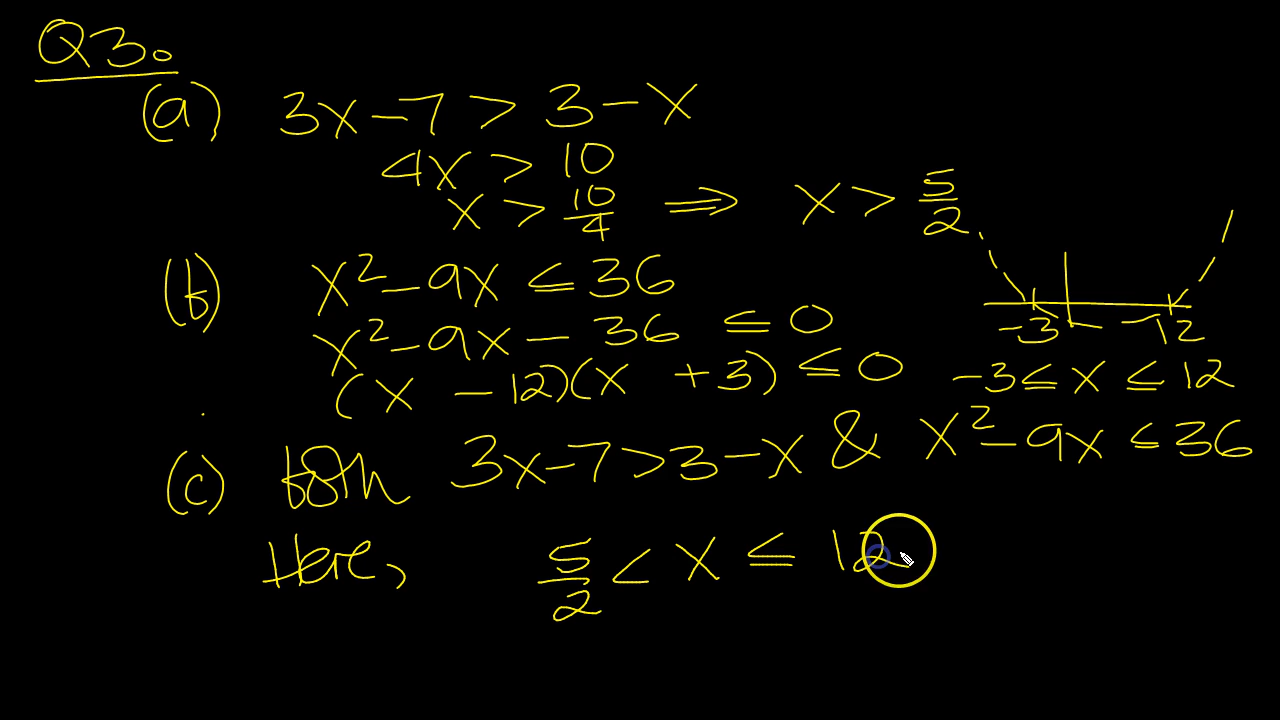 Q3.
(a) 3x - 7 > 3 - x
4x > 10
x > 10/4 ⇒ x > 5/2
(b) x² - 9x ≤ 36
x² - 9x - 36 ≤ 0
(x - 12)(x + 3) ≤ 0
-3 12
-3 ≤ x ≤ 12
(c) both 3x - 7 > 3 - x & x² - 9x ≤ 36
Here, 5/2 < x ≤ 12